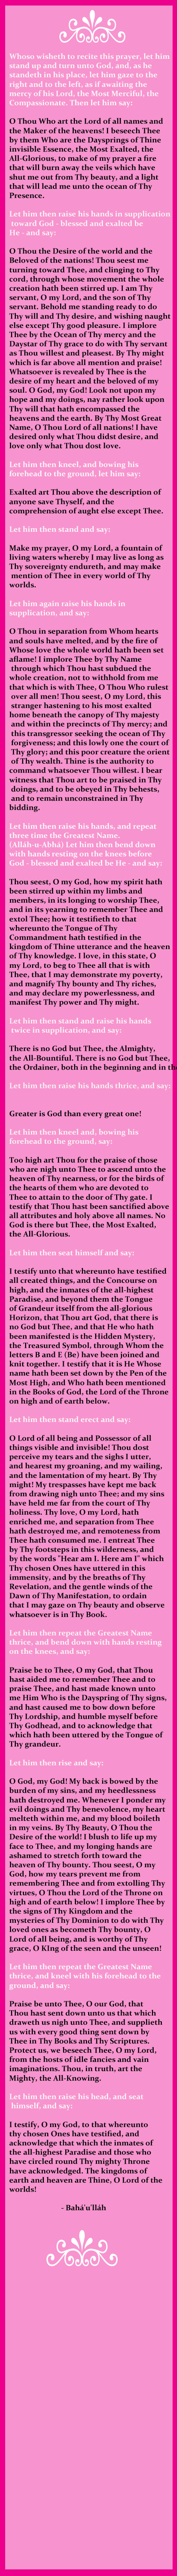 Whoso wisheth to recite this prayer, let him
stand up and turn unto God, and, as he
standeth in his place, let him gaze to the
right and to the left, as if awaiting the
mercy of his Lord, the Most Merciful, the
Compassionate. Then let him say:
O Thou Who art the Lord of all names and
the Maker of the heavens! I beseech Thee
by them Who are the Daysprings of Thine
invisible Essence, the Most Exalted, the
All-Glorious, to make of my prayer a fire
that will burn away the veils which have
shut me out from Thy beauty, and a light
that will lead me unto the ocean of Thy
Presence.
Let him then raise his hands in supplication
toward God - blessed and exalted be
He - and say:
O Thou the Desire of the world and the
Beloved of the nations! Thou seest me
turning toward Thee, and clinging to Thy
cord, through whose movement the whole
creation hath been stirred up. I am Thy
servant, O my Lord, and the son of Thy
servant. Behold me standing ready to do
Thy will and Thy desire, and wishing naught
else except Thy good pleasure. I implore
Thee by the Ocean of Thy mercy and the
Daystar of Thy grace to do with Thy servant
as Thou willest and pleasest. By Thy might
which is far above all mention and praise!
Whatsoever is revealed by Thee is the
desire of my heart and the beloved of my
soul. O God, my God! Look not upon my
hope and my doings, nay rather look upon
Thy will that hath encompassed the
heavens and the earth. By Thy Most Great
Name, O Thou Lord of all nations! I have
desired only what Thou didst desire, and
love only what Thou dost love.
Let him then kneel, and bowing his
forehead to the ground, let him say:
Exalted art Thou above the description of
anyone save Thyself, and the
comprehension of aught else except Thee.
Let him then stand and say:
Make my prayer, O my Lord, a fountain of
living waters whereby I may live as long as
Thy sovereignty endureth, and may make
mention of Thee in every world of Thy
worlds.
Let him again raise his hands in
supplication, and say:
O Thou in separation from Whom hearts
and souls have melted, and by the fire of
Whose love the whole world hath been set
aflame! I implore Thee by Thy Name
through which Thou hast subdued the
whole creation, not to withhold from me
that which is with Thee, O Thou Who rulest
over all men! Thou seest, O my Lord, this
stranger hastening to his most exalted
home beneath the canopy of Thy majesty
and within the precincts of Thy mercy; and
this transgressor seeking the ocean of Thy
forgiveness; and this lowly one the court of
Thy glory; and this poor creature the orient
of Thy wealth. Thine is the authority to
command whatsoever Thou willest. I bear
witness that Thou art to be praised in Thy
doings, and to be obeyed in Thy behests,
and to remain unconstrained in Thy
bidding.
Let him then raise his hands, and repeat
three time the Greatest Name.
(Alláh-u-Abhá) Let him then bend down
with hands resting on the knees before
God - blessed and exalted be He - and say:
Thou seest, O my God, how my spirit hath
been stirred up within my limbs and
members, in its longing to worship Thee,
and in its yearning to remember Thee and
extol Thee; how it testifieth to that
whereunto the Tongue of Thy
Commandment hath testified in the
kingdom of Thine utterance and the heaven
of Thy knowledge. I love, in this state, O
my Lord, to beg to Thee all that is with
Thee, that I may demonstrate my poverty,
and magnify Thy bounty and Thy riches,
and may declare my powerlessness, and
manifest Thy power and Thy might.
Let him then stand and raise his hands
twice in supplication, and say:
There is no God but Thee, the Almighty,
the All-Bountiful. There is no God but Thee,
the Ordainer, both in the beginning and in the
Let him then raise his hands thrice, and say:
Greater is God than every great one!
Let him then kneel and, bowing his
forehead to the ground, say:
Too high art Thou for the praise of those
who are nigh unto Thee to ascend unto the
heaven of Thy nearness, or for the birds of
the hearts of them who are devoted to
Thee to attain to the door of Thy gate. I
testify that Thou hast been sanctified above
all attributes and holy above all names. No
God is there but Thee, the Most Exalted,
the All-Glorious.
Let him then seat himself and say:
I testify unto that whereunto have testified
all created things, and the Concourse on
high, and the inmates of the all-highest
Paradise, and beyond them the Tongue
of Grandeur itself from the all-glorious
Horizon, that Thou art God, that there is
no God but Thee, and that He who hath
been manifested is the Hidden Mystery,
the Treasured Symbol, through Whom the
letters B and E (Be) have been joined and
knit together. I testify that it is He Whose
name hath been set down by the Pen of the
Most High, and Who hath been mentioned
in the Books of God, the Lord of the Throne
on high and of earth below.
Let him then stand erect and say:
O Lord of all being and Possessor of all
things visible and invisible! Thou dost
perceive my tears and the sighs I utter,
and hearest my groaning, and my wailing,
and the lamentation of my heart. By Thy
might! My trespasses have kept me back
from drawing nigh unto Thee; and my sins
have held me far from the court of Thy
holiness. Thy love, O my Lord, hath
enriched me, and separation from Thee
hath destroyed me, and remoteness from
Thee hath consumed me. I entreat Thee
by Thy footsteps in this wilderness, and
by the words "Hear am I. Here am I" which
Thy chosen Ones have uttered in this
immensity, and by the breaths of Thy
Revelation, and the gentle winds of the
Dawn of Thy Manifestation, to ordain
that I may gaze on Thy beauty and observe
whatsoever is in Thy Book.
Let him then repeat the Greatest Name
thrice, and bend down with hands resting
on the knees, and say:
Praise be to Thee, O my God, that Thou
hast aided me to remember Thee and to
praise Thee, and hast made known unto
me Him Who is the Dayspring of Thy signs,
and hast caused me to bow down before
Thy Lordship, and humble myself before
Thy Godhead, and to acknowledge that
which hath been uttered by the Tongue of
Thy grandeur.
Let him then rise and say:
O God, my God! My back is bowed by the
burden of my sins, and my heedlessness
hath destroyed me. Whenever I ponder my
evil doings and Thy benevolence, my heart
melteth within me, and my blood boileth
in my veins. By Thy Beauty, O Thou the
Desire of the world! I blush to lift up my
face to Thee, and my longing hands are
ashamed to stretch forth toward the
heaven of Thy bounty. Thou seest, O my
God, how my tears prevent me from
remembering Thee and from extolling Thy
virtues, O Thou the Lord of the Throne on
high and of earth below! I implore Thee by
the signs of Thy Kingdom and the
mysteries of Thy Dominion to do with Thy
loved ones as becometh Thy bounty, O
Lord of all being, and is worthy of Thy
grace, O KIng of the seen and the unseen!
Let him then repeat the Greatest Name
thrice, and kneel with his forehead to the
ground, and say:
Praise be unto Thee, O our God, that
Thou hast sent down unto us that which
draweth us nigh unto Thee, and supplieth
us with every good thing sent down by
Thee in Thy Books and Thy Scriptures.
Protect us, we beseech Thee, O my Lord,
from the hosts of idle fancies and vain
imaginations. Thou, in truth, art the
Mighty, the All-Knowing.
Let him then raise his head, and seat
himself, and say:
I testify, O my God, to that whereunto
thy chosen Ones have testified, and
acknowledge that which the inmates of
the all-highest Paradise and those who
have circled round Thy mighty Throne
have acknowledged. The kingdoms of
earth and heaven are Thine, O Lord of the
worlds!
- Bahá'u'lláh